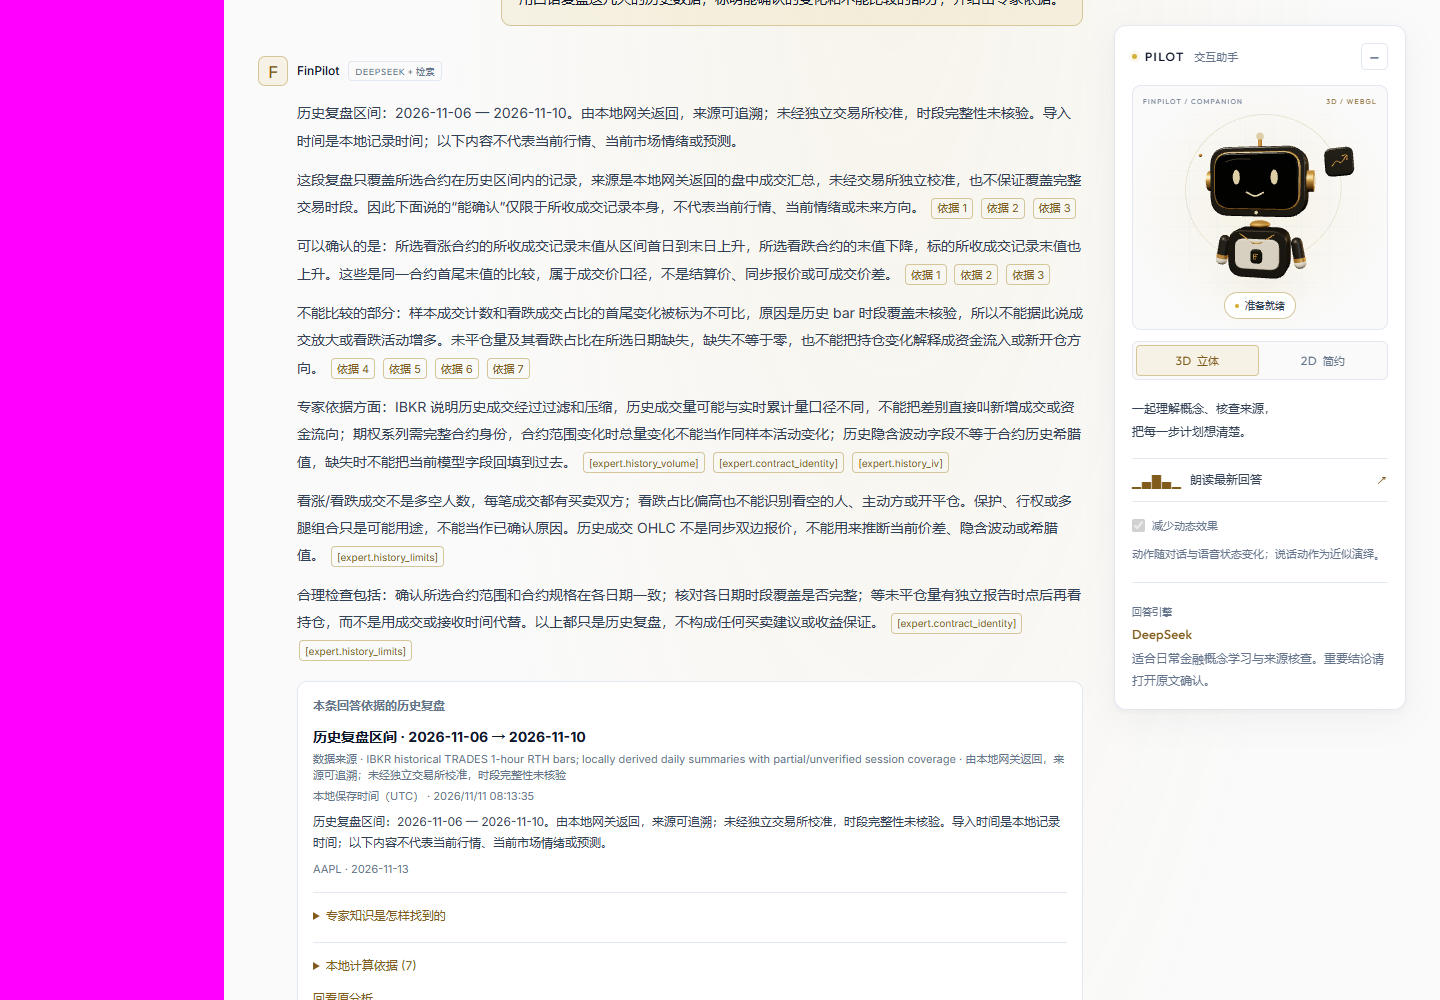 用白话复盘这几天的历史数据，标明能确认的变化和不能比较的部分，并给出专家依据。
F FinPilot DEEPSEEK + 检索
历史复盘区间：2026-11-06 — 2026-11-10。由本地网关返回，来源可追溯；未经独立交易所校准，时段完整性未核验。导入
时间是本地记录时间；以下内容不代表当前行情、当前市场情绪或预测。
这段复盘只覆盖所选合约在历史区间内的记录，来源是本地网关返回的盘中成交汇总，未经交易所独立校准，也不保证覆盖完整
交易时段。因此下面说的“能确认”仅限于所收成交记录本身，不代表当前行情、当前情绪或未来方向。 依据 1 依据 2 依据 3
可以确认的是：所选看涨合约的所收成交记录末值从区间首日到末日上升，所选看跌合约的末值下降，标的所收成交记录末值也
上升。这些是同一合约首尾末值的比较，属于成交价口径，不是结算价、同步报价或可成交价差。 依据 1 依据 2 依据 3
不能比较的部分：样本成交计数和看跌成交占比的首尾变化被标为不可比，原因是历史 bar 时段覆盖未核验，所以不能据此说成
交放大或看跌活动增多。未平仓量及其看跌占比在所选日期缺失，缺失不等于零，也不能把持仓变化解释成资金流入或新开仓方
向。 依据 4 依据 5 依据 6 依据 7
专家依据方面：IBKR 说明历史成交经过过滤和压缩，历史成交量可能与实时累计量口径不同，不能把差别直接叫新增成交或资
金流向；期权系列需完整合约身份，合约范围变化时总量变化不能当作同样本活动变化；历史隐含波动字段不等于合约历史希腊
值，缺失时不能把当前模型字段回填到过去。 [expert.history_volume] [expert.contract_identity] [expert.history_iv]
看涨/看跌成交不是多空人数，每笔成交都有买卖双方；看跌占比偏高也不能识别看空的人、主动方或开平仓。保护、行权或多
腿组合只是可能用途，不能当作已确认原因。历史成交 OHLC 不是同步双边报价，不能用来推断当前价差、隐含波动或希腊
值。 [expert.history_limits]
合理检查包括：确认所选合约范围和合约规格在各日期一致；核对各日期时段覆盖是否完整；等未平仓量有独立报告时点后再看
持仓，而不是用成交或接收时间代替。以上都只是历史复盘，不构成任何买卖建议或收益保证。 [expert.contract_identity]
[expert.history_limits]
本条回答依据的历史复盘
历史复盘区间 · 2026-11-06 → 2026-11-10
数据来源 · IBKR historical TRADES 1-hour RTH bars; locally derived daily summaries with partial/unverified session coverage · 由本地网关返回，来
源可追溯；未经独立交易所校准，时段完整性未核验
本地保存时间（UTC） · 2026/11/11 08:13:35
历史复盘区间：2026-11-06 — 2026-11-10。由本地网关返回，来源可追溯；未经独立交易所校准，时段完整性未核验。导入时间是本地记录
时间；以下内容不代表当前行情、当前市场情绪或预测。
AAPL · 2026-11-13
▶ 专家知识是怎样找到的
▶ 本地计算依据 (7)
回看原分析
PILOT 交互助手 –
FINPILOT / COMPANION 3D / WEBGL
准备就绪
3D 立体 2D 简约
一起理解概念、核查来源，
把每一步计划想清楚。
朗读最新回答 ↗
减少动态效果
动作随对话与语音状态变化；说话动作为近似演绎。
回答引擎
DeepSeek
适合日常金融概念学习与来源核查。重要结论请
打开原文确认。